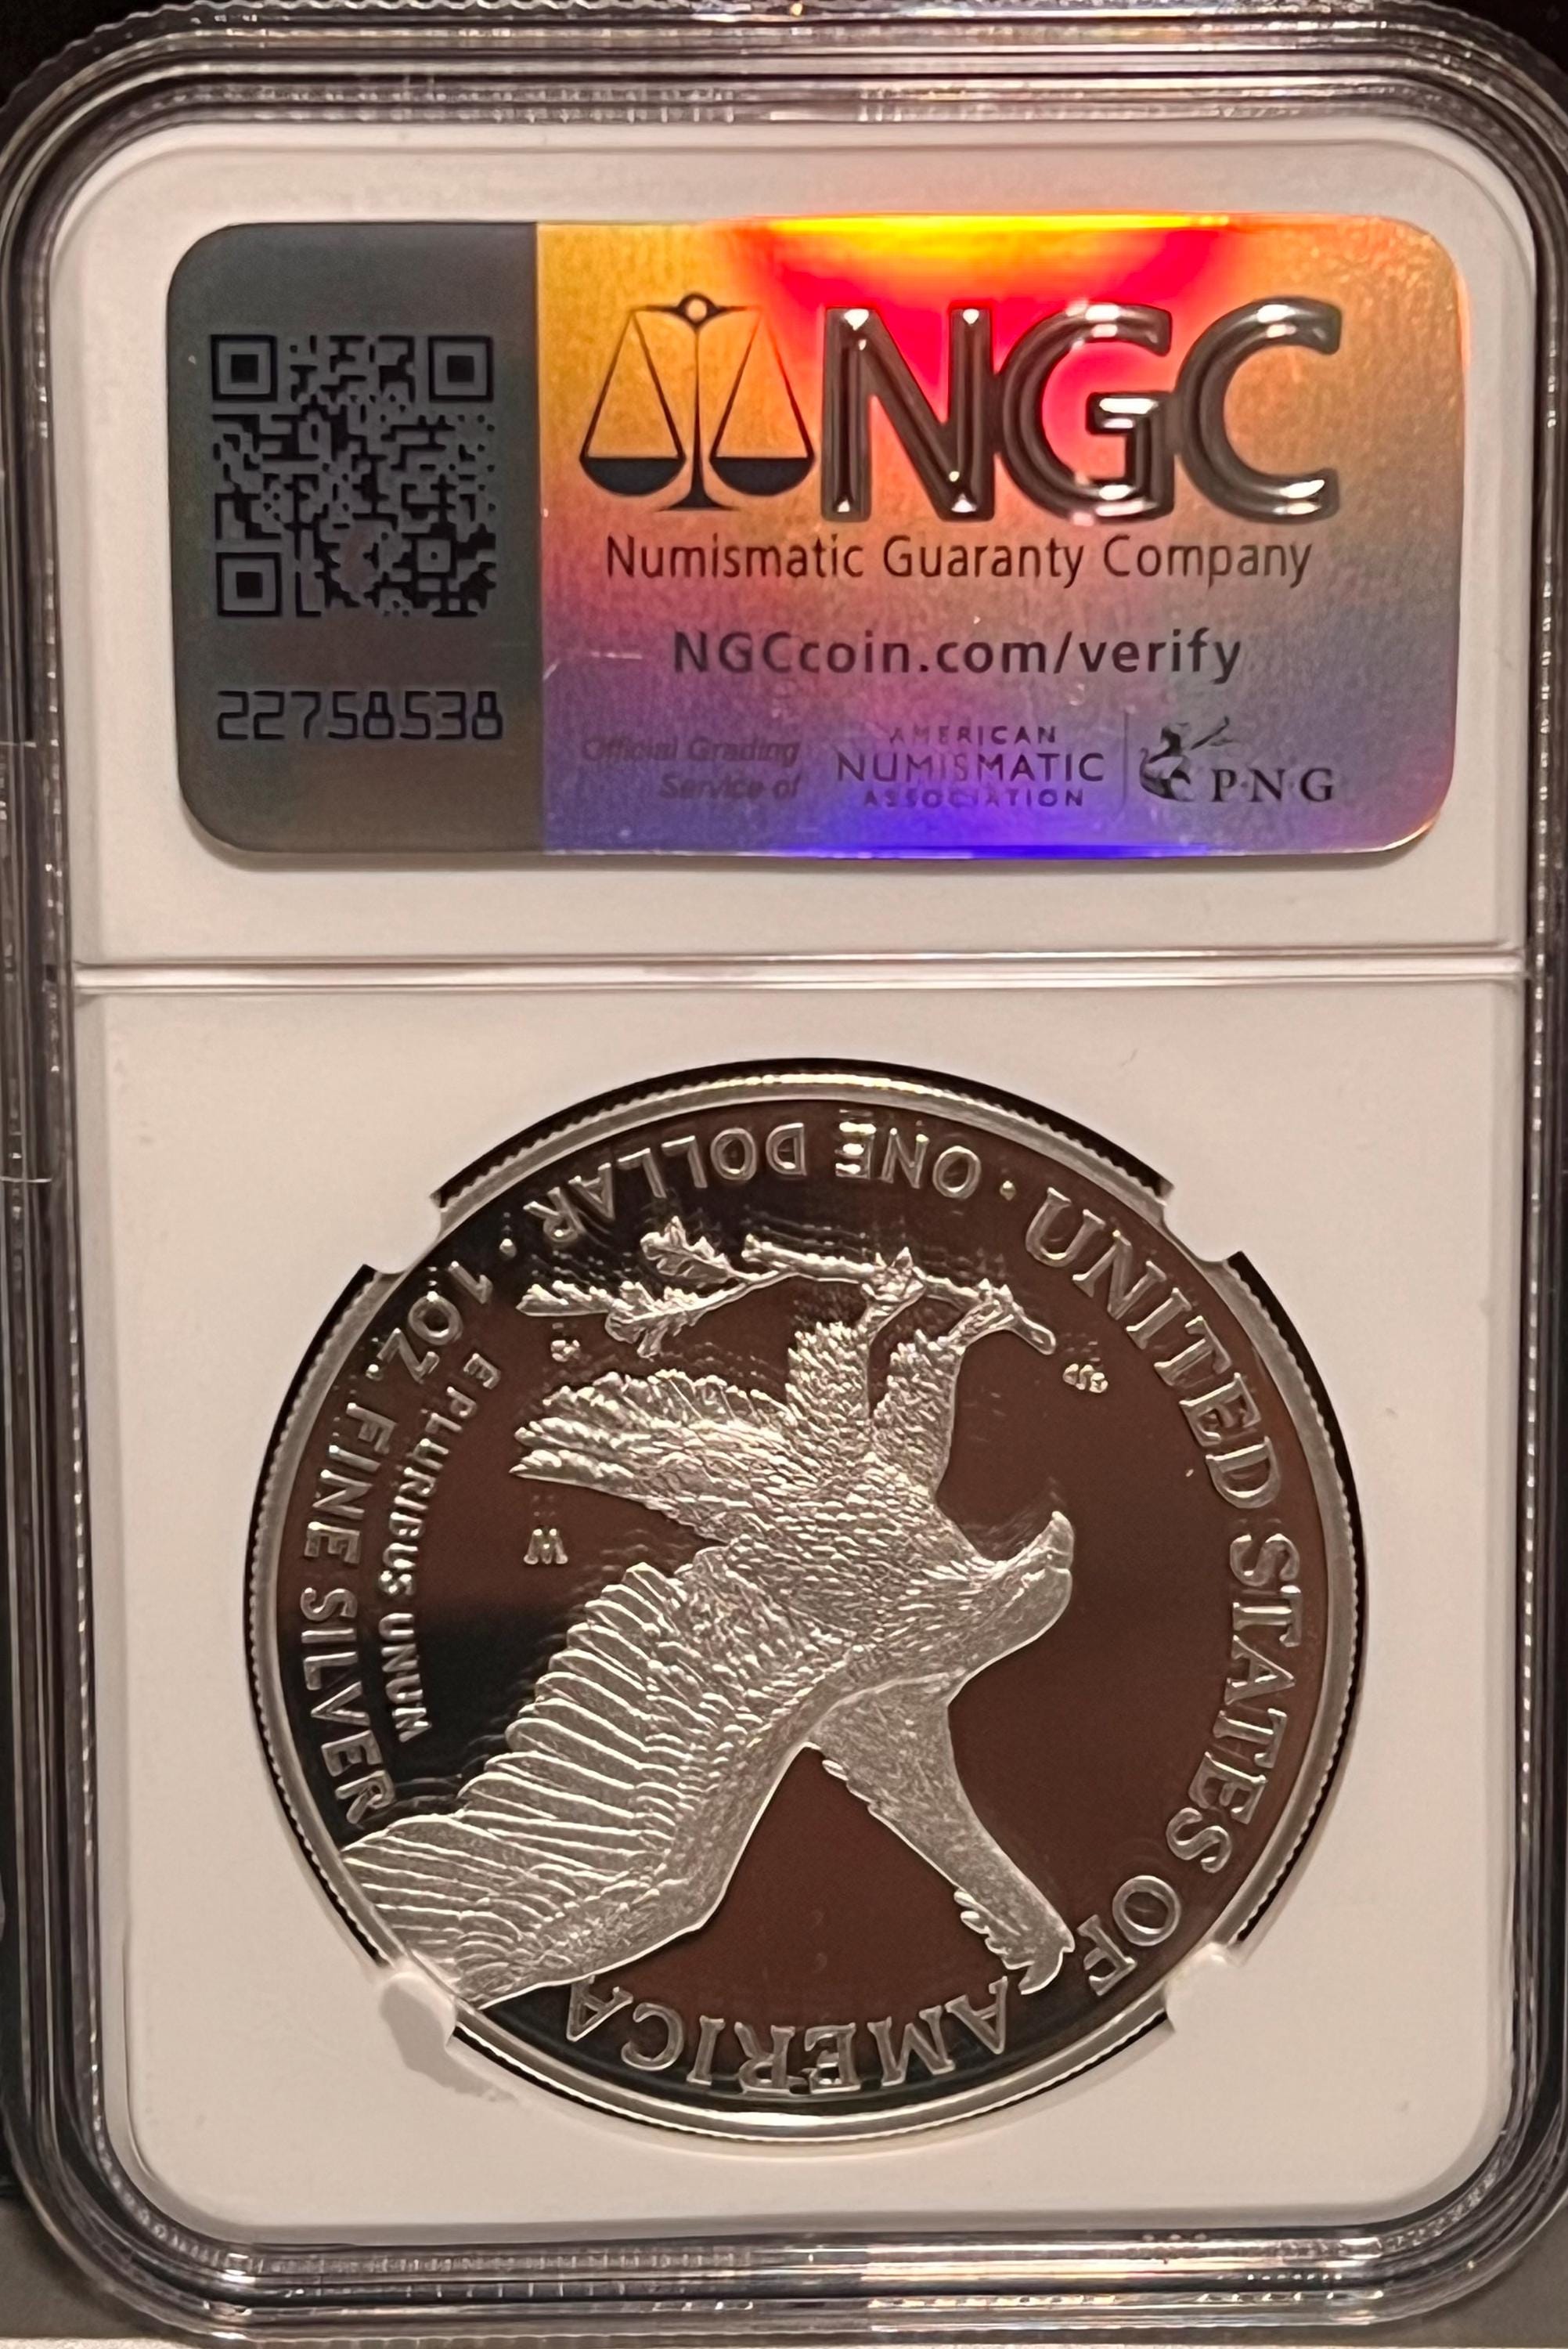 NGC
Numismatic Guaranty Company
NGCcoin.com/verify
22758538
Official Grading
Service of
AMERICAN
NUMISMATIC
ASSOCIATION
P·N·G
UNITED STATES OF AMERICA
1 OZ. FINE SILVER · ONE DOLLAR ·
E PLURIBUS UNUM
W